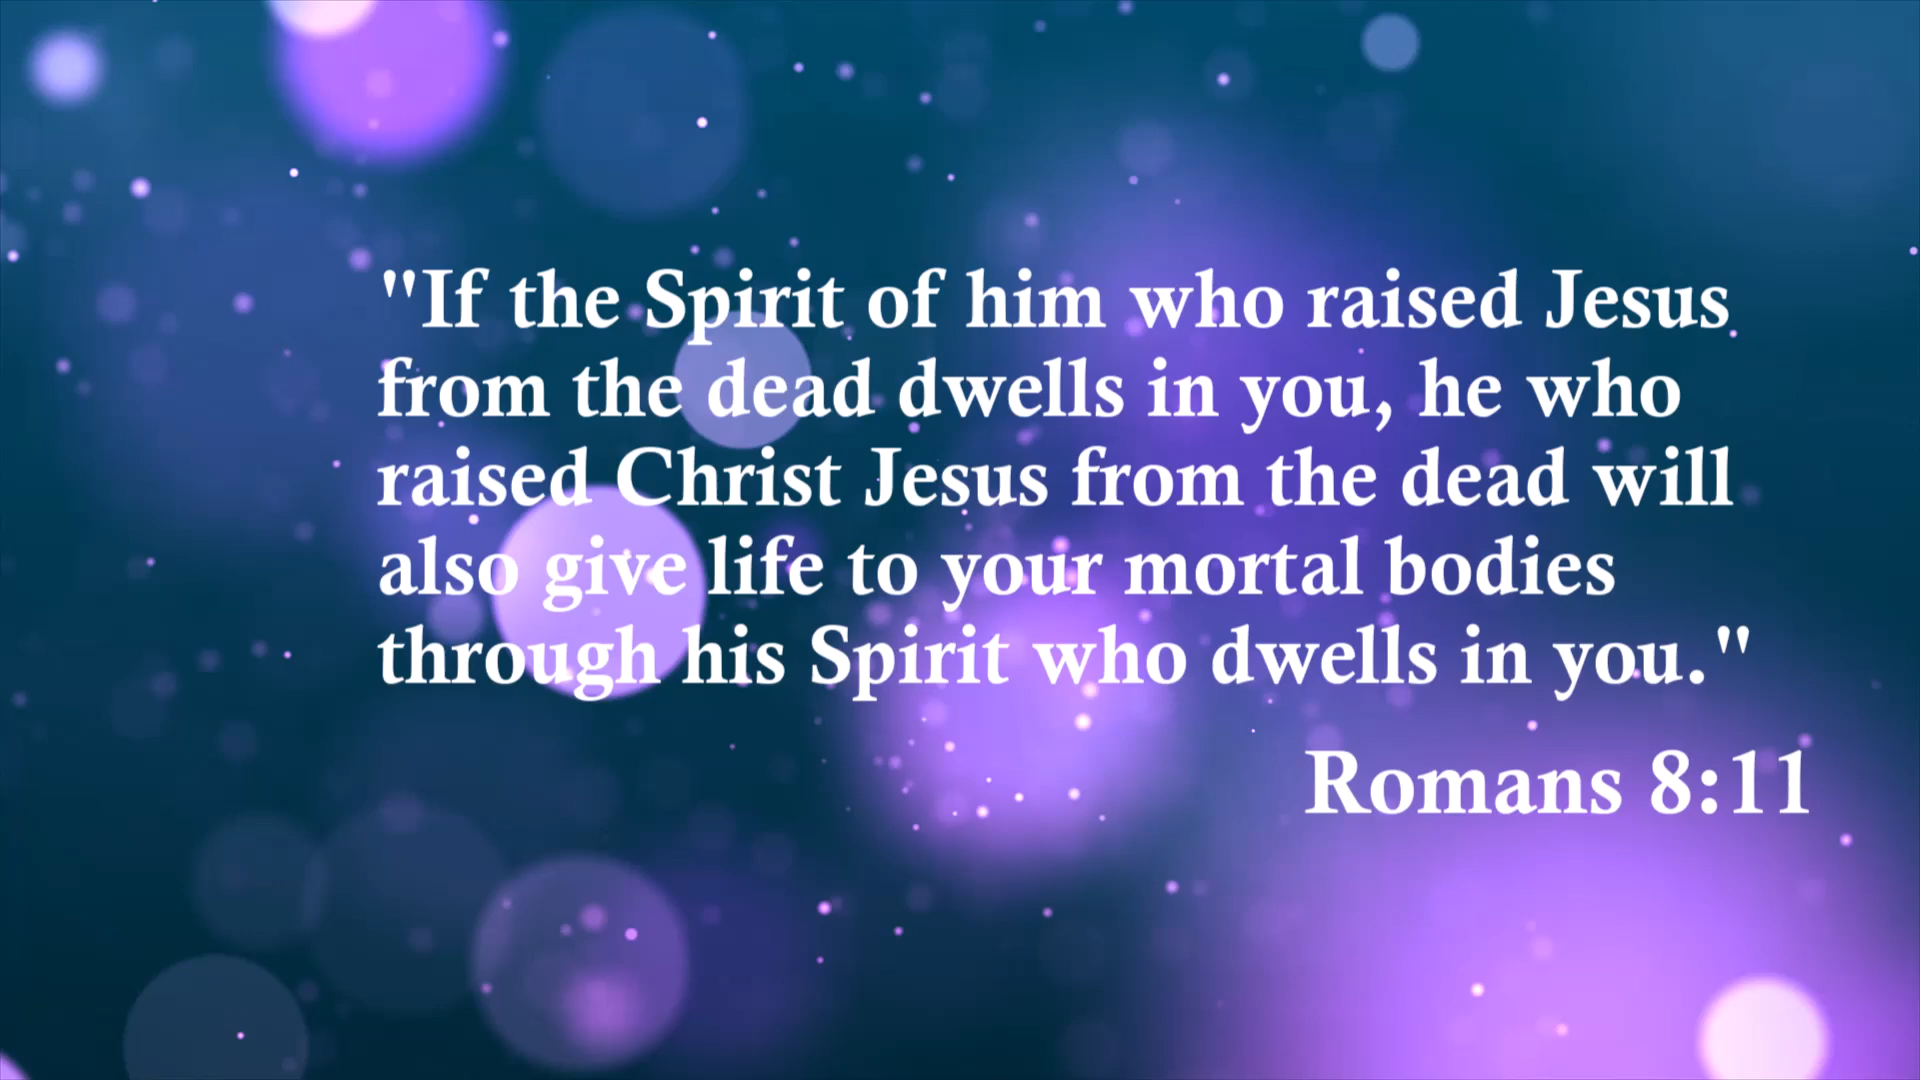 "If the Spirit of him who raised Jesus
from the dead dwells in you, he who
raised Christ Jesus from the dead will
also give life to your mortal bodies
through his Spirit who dwells in you."
Romans 8:11